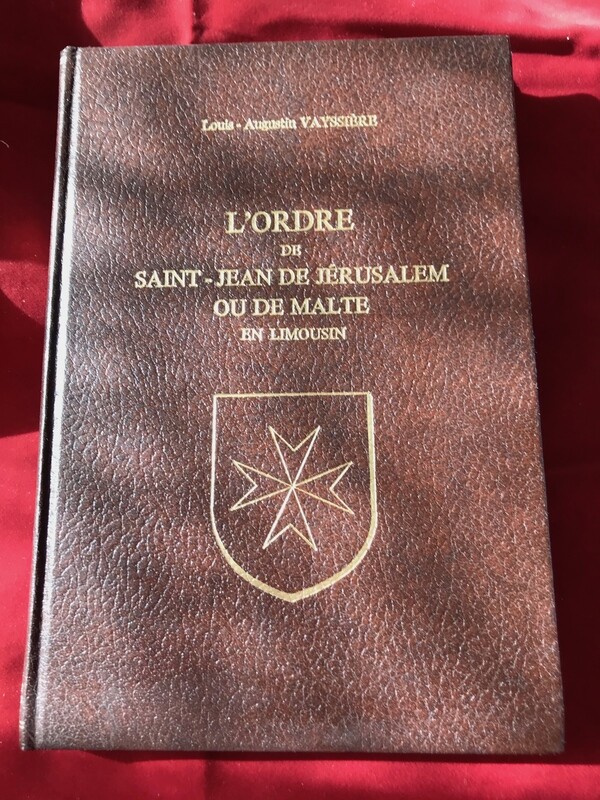 Louis - Augustin VAYSSIÈRE
L'ORDRE
DE
SAINT - JEAN DE JÉRUSALEM
OU DE MALTE
EN LIMOUSIN